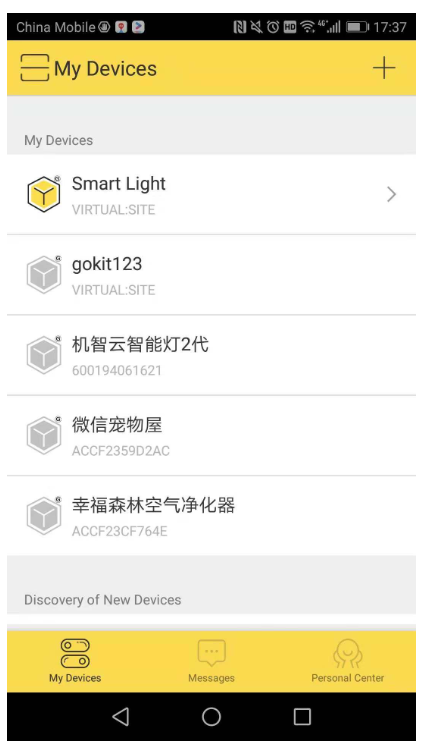 China Mobile HD 4G 17:37
My Devices
My Devices
Smart Light
VIRTUAL:SITE
gokit123
VIRTUAL:SITE
机智云智能灯2代
600194061621
微信宠物屋
ACCF2359D2AC
幸福森林空气净化器
ACCF23CF764E
Discovery of New Devices
My Devices Messages Personal Center